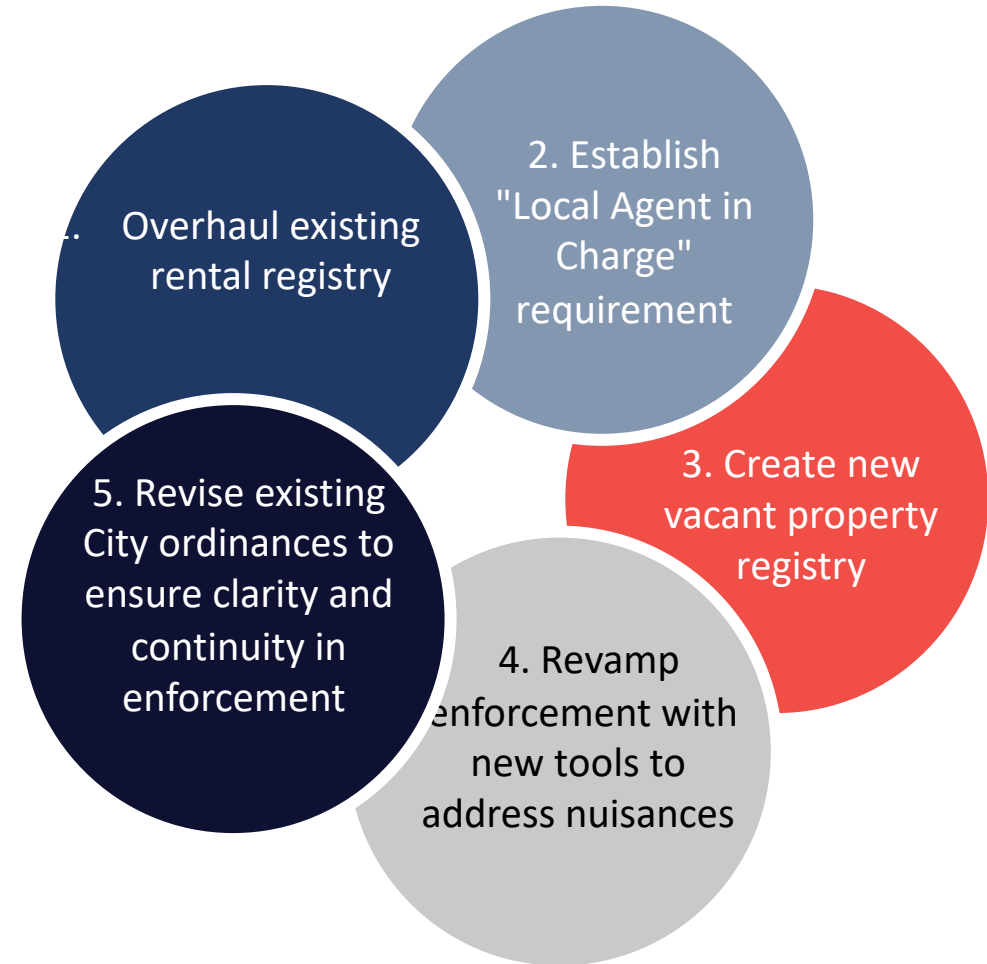 Overhaul existing
rental registry
2. Establish
"Local Agent in
Charge"
requirement
3. Create new
vacant property
registry
4. Revamp
enforcement with
new tools to
address nuisances
5. Revise existing
City ordinances to
ensure clarity and
continuity in
enforcement